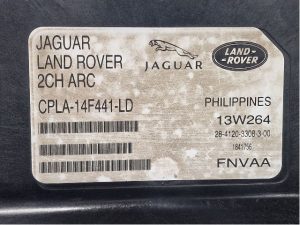 JAGUAR
LAND ROVER
2CH ARC
CPLA-14F441-LD
JAGUAR
LAND-
ROVER
PHILIPPINES
13W264
28-4120-3308-3-00
1841756
FNVAA